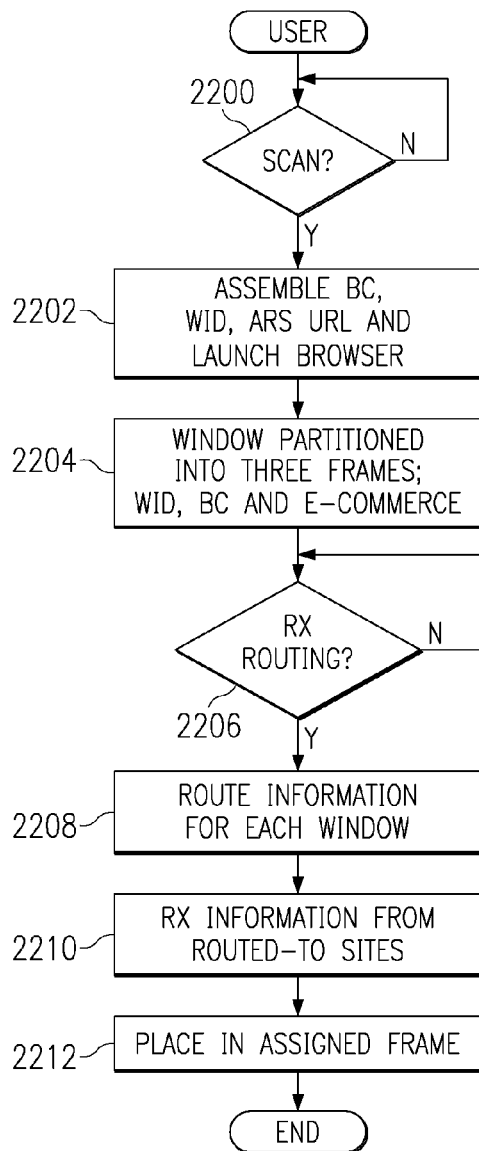 USER
2200
SCAN?
N
Y
2202
ASSEMBLE BC,
WID, ARS URL AND
LAUNCH BROWSER
2204
WINDOW PARTITIONED
INTO THREE FRAMES;
WID, BC AND E-COMMERCE
RX
ROUTING?
N
2206
Y
2208
ROUTE INFORMATION
FOR EACH WINDOW
2210
RX INFORMATION FROM
ROUTED-TO SITES
2212
PLACE IN ASSIGNED FRAME
END